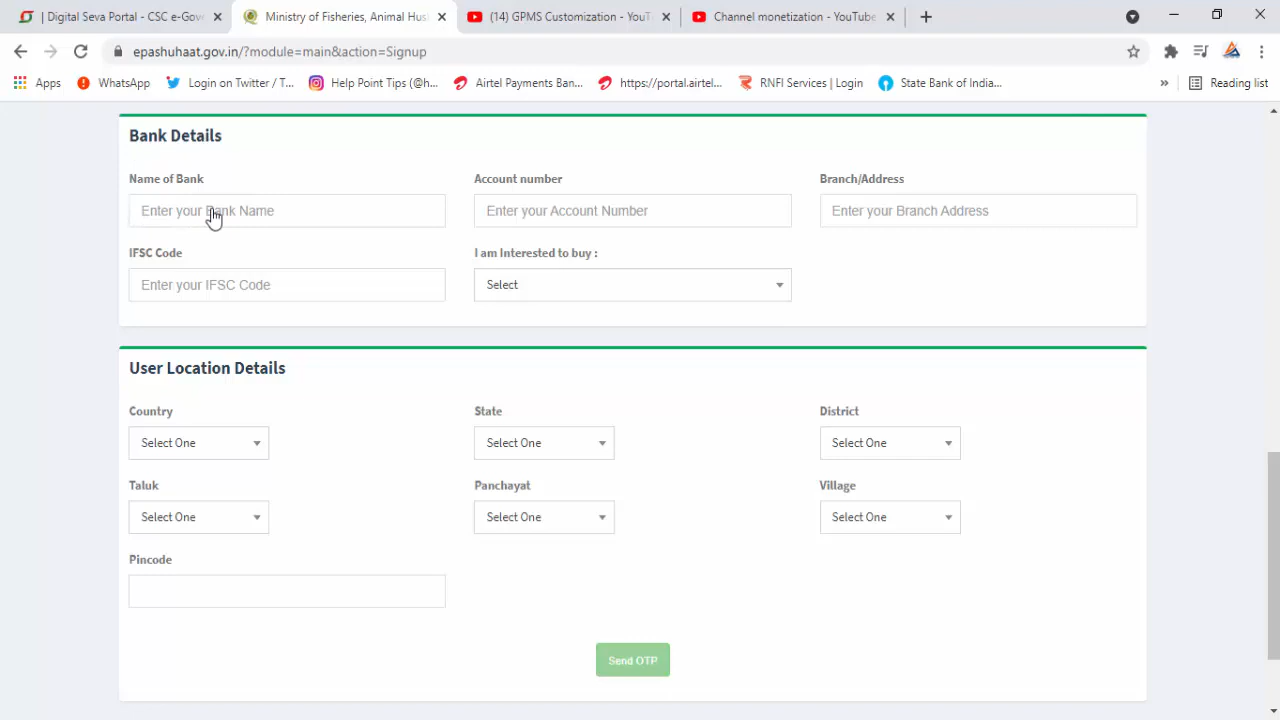 Digital Seva Portal - CSC e-Gove
Ministry of Fisheries, Animal Hus
(14) GPMS Customization - YouT
Channel monetization - YouTube
epashuhaat.gov.in/?module=main&action=Signup
Apps
WhatsApp
Login on Twitter / T...
Help Point Tips (@h...
Airtel Payments Ban...
https://portal.airtel...
RNFI Services | Login
State Bank of India...
»
Reading list
Bank Details
Name of Bank
Account number
Branch/Address
Enter your Bank Name
Enter your Account Number
Enter your Branch Address
IFSC Code
I am Interested to buy :
Enter your IFSC Code
Select
User Location Details
Country
State
District
Select One
Select One
Select One
Taluk
Panchayat
Village
Select One
Select One
Select One
Pincode
Send OTP